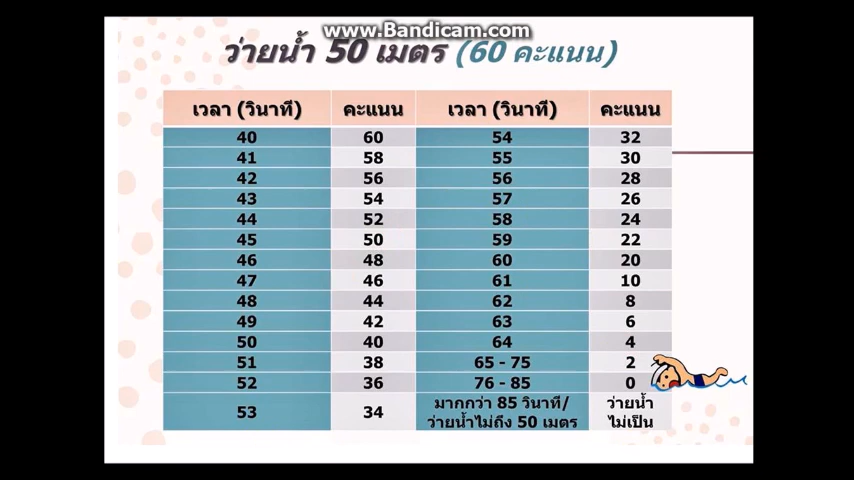 www.Bandicam.com
ว่ายน้ำ 50 เมตร (60 คะแนน)
เวลา (วินาที) คะแนน เวลา (วินาที) คะแนน
40 60 54 32
41 58 55 30
42 56 56 28
43 54 57 26
44 52 58 24
45 50 59 22
46 48 60 20
47 46 61 10
48 44 62 8
49 42 63 6
50 40 64 4
51 38 65 - 75 2
52 36 76 - 85 0
53 34 มากกว่า 85 วินาที/ ว่ายน้ำ
ว่ายน้ำไม่ถึง 50 เมตร ไม่เป็น